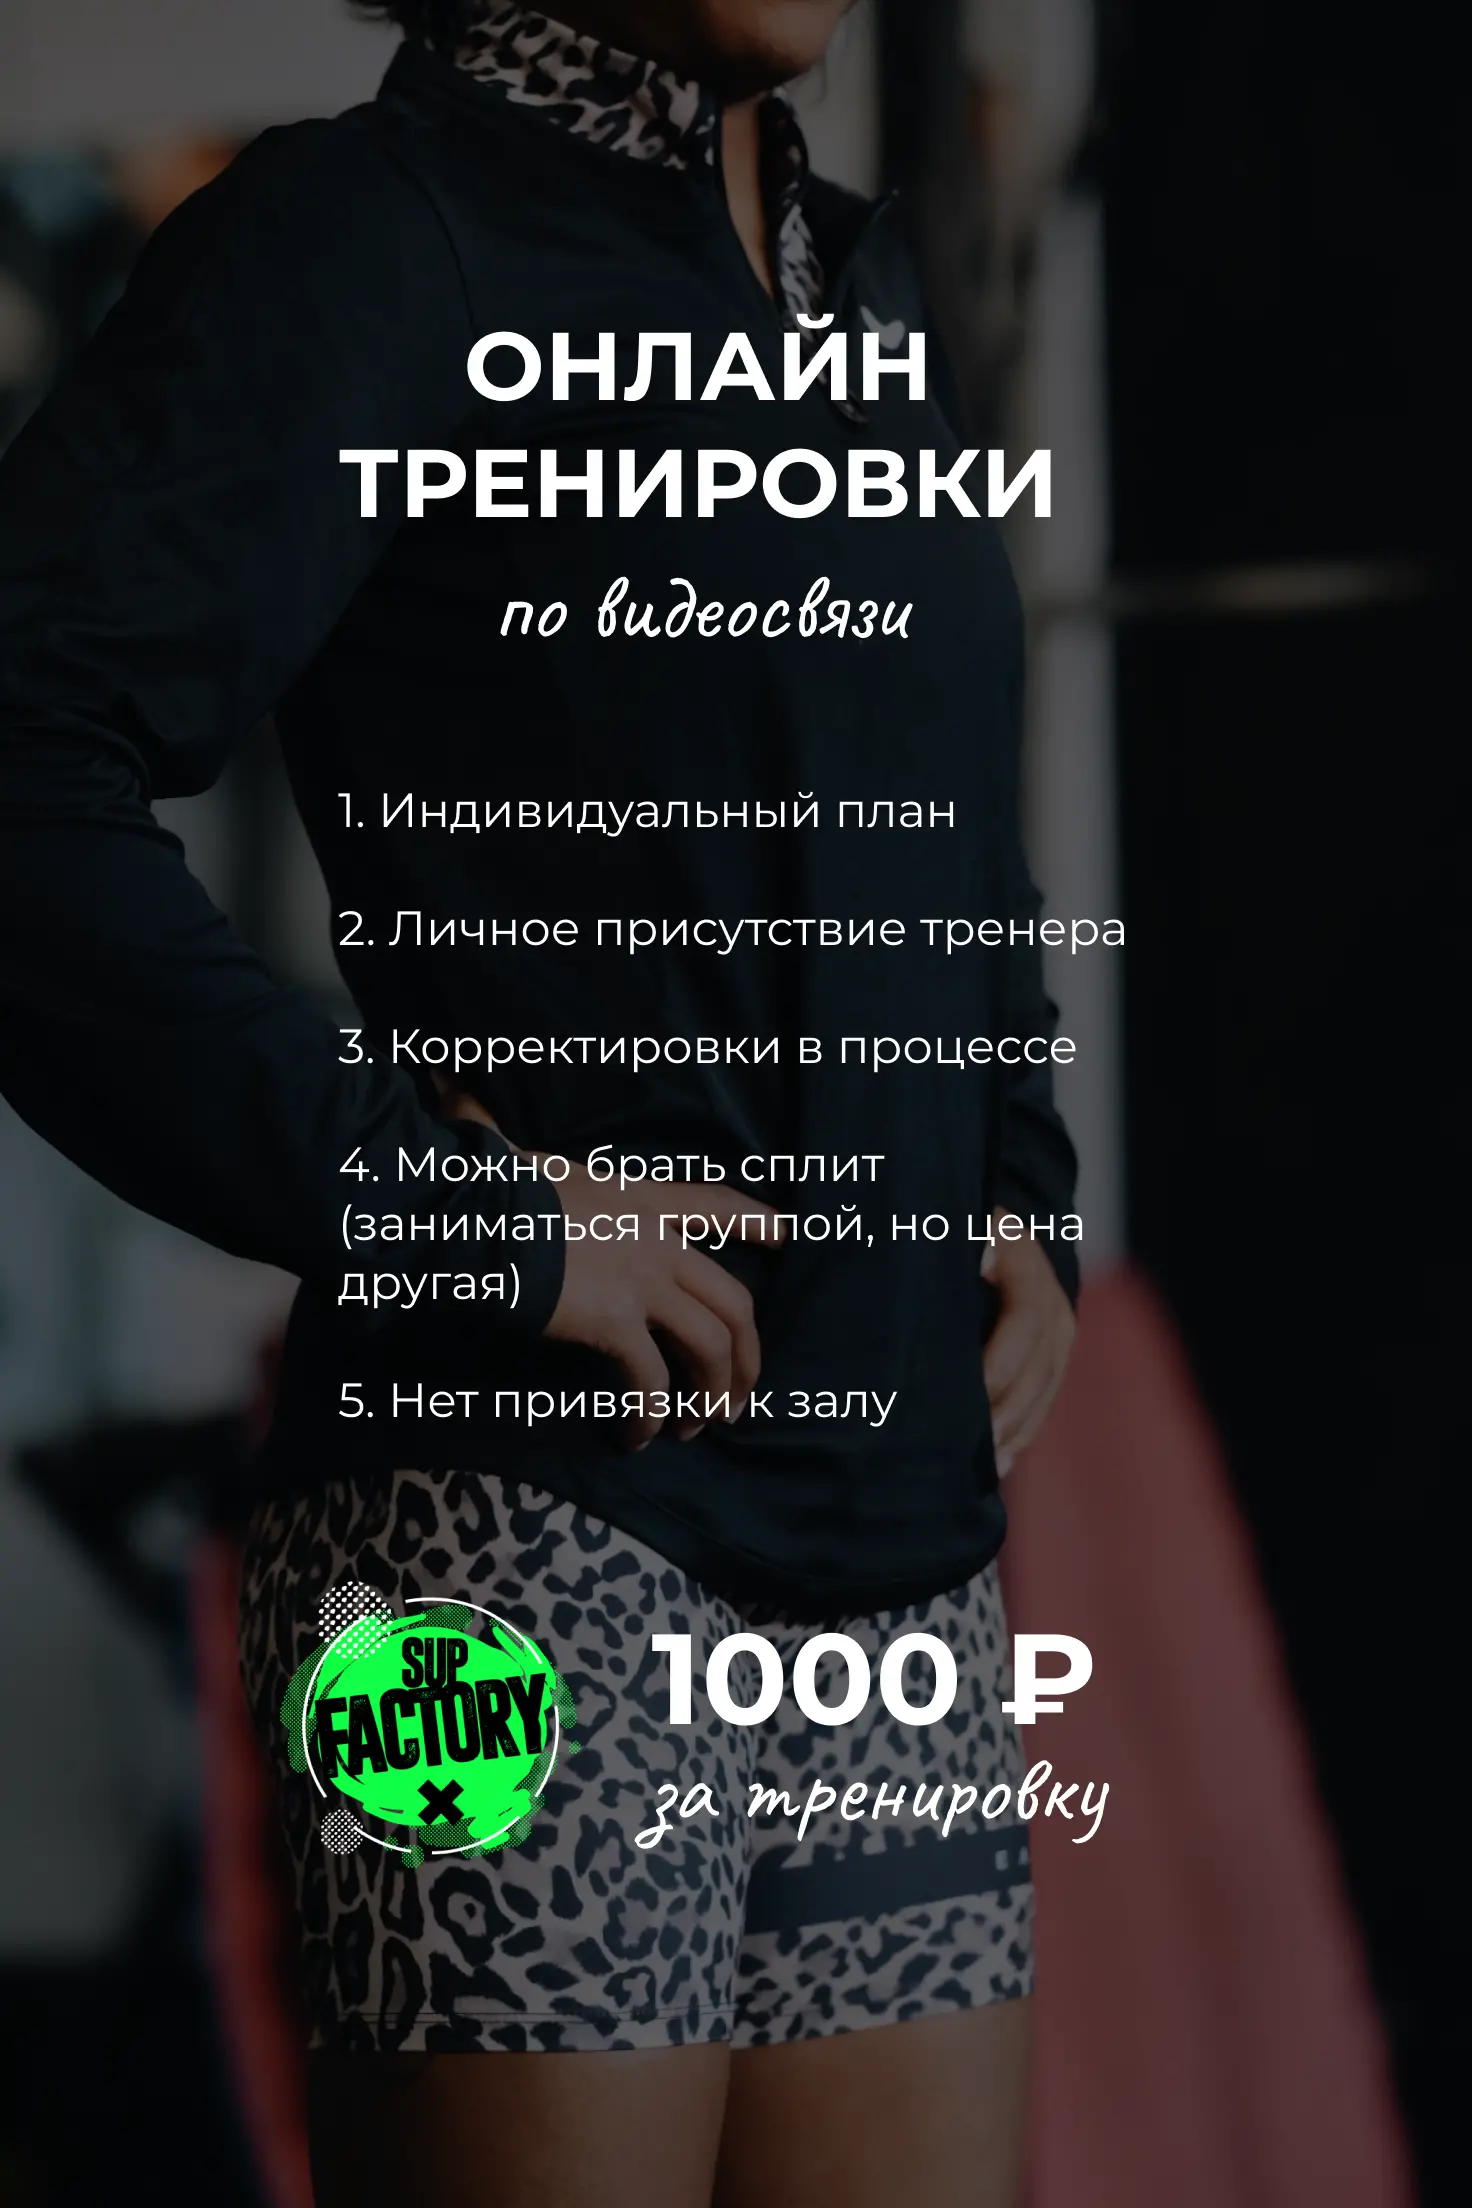 ОНЛАЙН
ТРЕНИРОВКИ
по видеосвязи
1. Индивидуальный план
2. Личное присутствие тренера
3. Корректировки в процессе
4. Можно брать сплит
(заниматься группой, но цена
другая)
5. Нет привязки к залу
SUP
FACTORY
1000 ₽
за тренировку